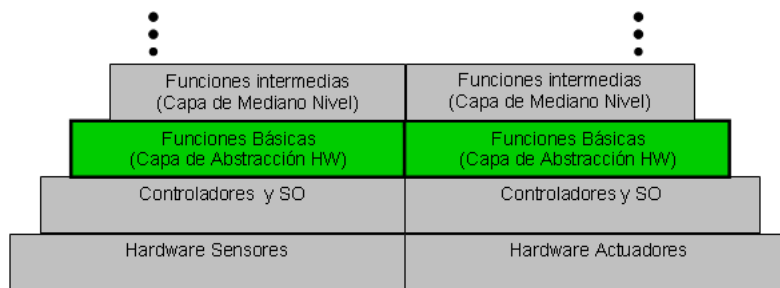 Funciones intermedias
(Capa de Mediano Nivel)
Funciones intermedias
(Capa de Mediano Nivel)
Funciones Básicas
(Capa de Abstracción HW)
Funciones Básicas
(Capa de Abstracción HW)
Controladores y SO
Controladores y SO
Hardware Sensores
Hardware Actuadores